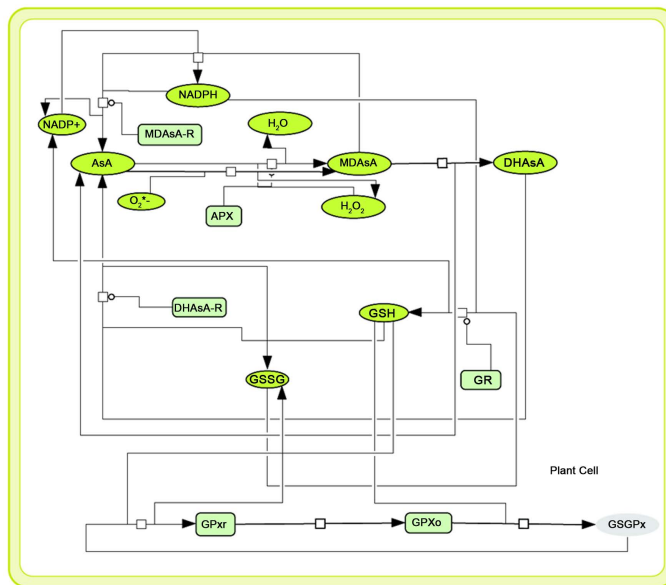 NADPH
NADP+
H₂O
MDAsA-R
AsA
MDAsA
DHAsA
O₂*-
APX
H₂O₂
DHAsA-R
GSH
GSSG
GR
Plant Cell
GPxr
GPXo
GSGPx